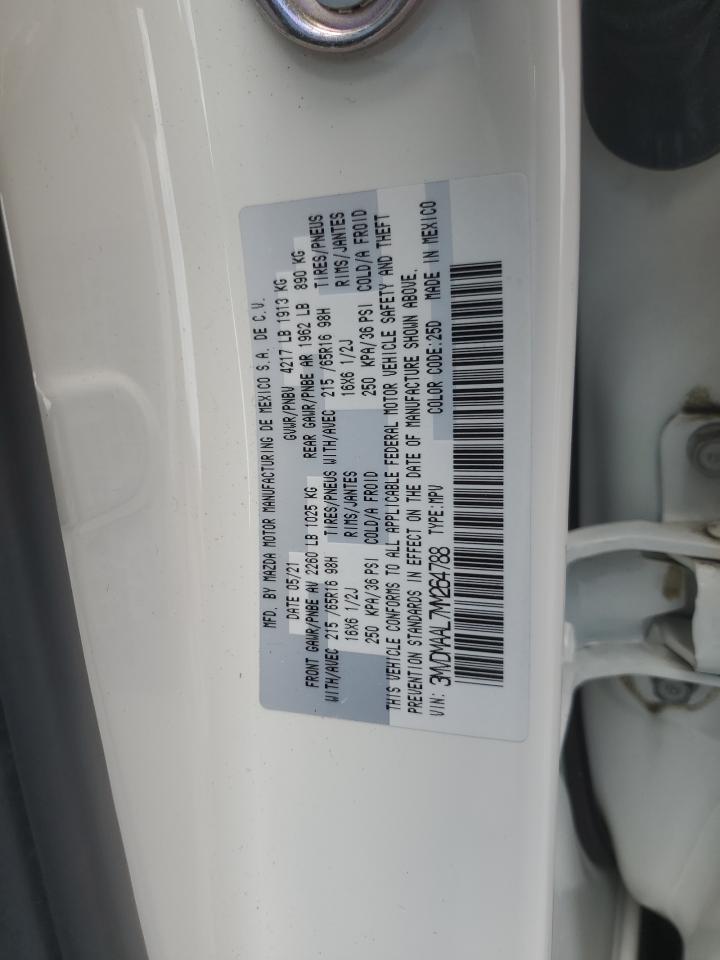 MFD. BY MAZDA MOTOR MANUFACTURING DE MEXICO S.A. DE C.V.
DATE 05/21 GVWR/PNBV 4217 LB 1913 KG
FRONT GAWR/PNBE AV 2260 LB 1025 KG REAR GAWR/PNBE AR 1962 LB 890 KG
WITH/AVEC 215 /65R16 98H TIRES/PNEUS WITH/AVEC 215 /65R16 98H TIRES/PNEUS
16X6 1/2J RIMS/JANTES 16X6 1/2J RIMS/JANTES
250 KPA/36 PSI COLD/A FROID 250 KPA/36 PSI COLD/A FROID
THIS VEHICLE CONFORMS TO ALL APPLICABLE FEDERAL MOTOR VEHICLE SAFETY AND THEFT
PREVENTION STANDARDS IN EFFECT ON THE DATE OF MANUFACTURE SHOWN ABOVE.
VIN: 3MVDMAAL7MM264788 TYPE:MPV COLOR CODE:25D MADE IN MEXICO